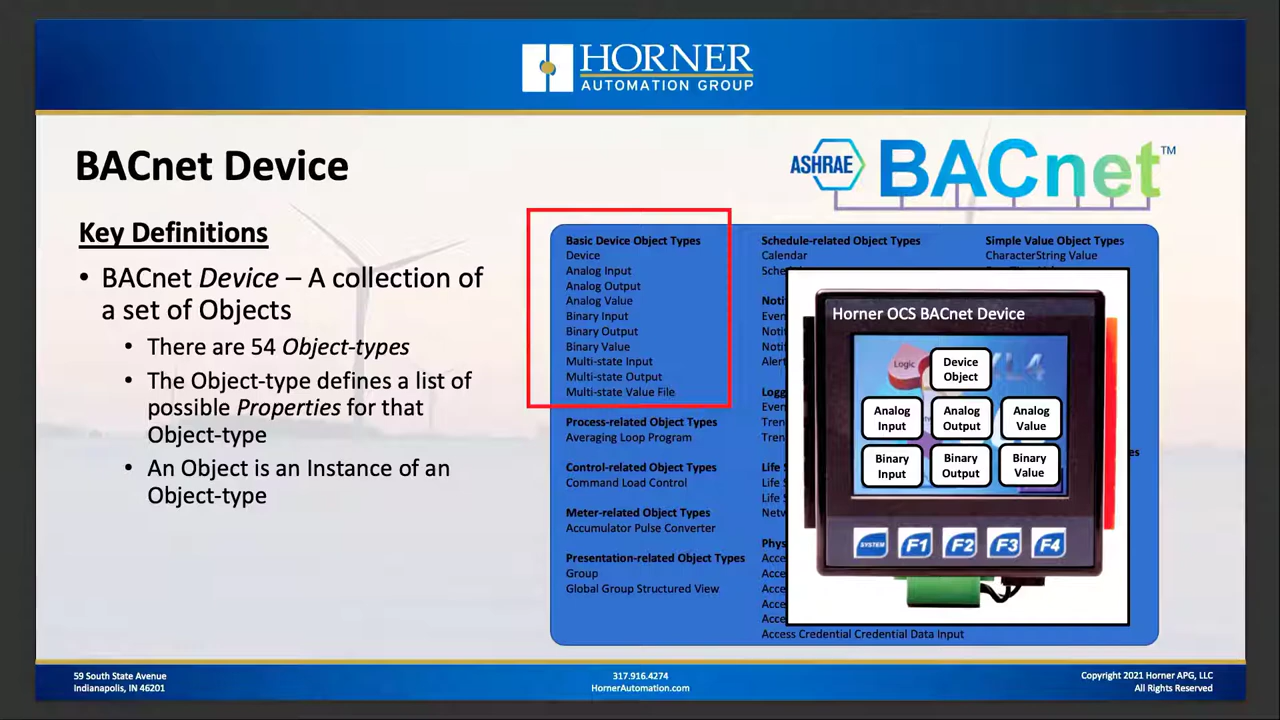 HORNER
AUTOMATION GROUP
BACnet Device
ASHRAE BACnet™
Key Definitions
• BACnet Device – A collection of
a set of Objects
• There are 54 Object-types
• The Object-type defines a list of
possible Properties for that
Object-type
• An Object is an Instance of an
Object-type
Basic Device Object Types
Device
Analog Input
Analog Output
Analog Value
Binary Input
Binary Output
Binary Value
Multi-state Input
Multi-state Output
Multi-state Value File
Process-related Object Types
Averaging Loop Program
Control-related Object Types
Command Load Control
Meter-related Object Types
Accumulator Pulse Converter
Presentation-related Object Types
Group
Global Group Structured View
Schedule-related Object Types
Calendar
Life
Life
Access Credential Credential Data Input
Simple Value Object Types
CharacterString Value
Horner OCS BACnet Device
Logic
XL4
Device
Object
Analog
Input
Analog
Output
Analog
Value
Binary
Input
Binary
Output
Binary
Value
SYSTEM F1 F2 F3 F4
59 South State Avenue
Indianapolis, IN 46201
317.916.4274
HornerAutomation.com
Copyright 2021 Horner APG, LLC
All Rights Reserved